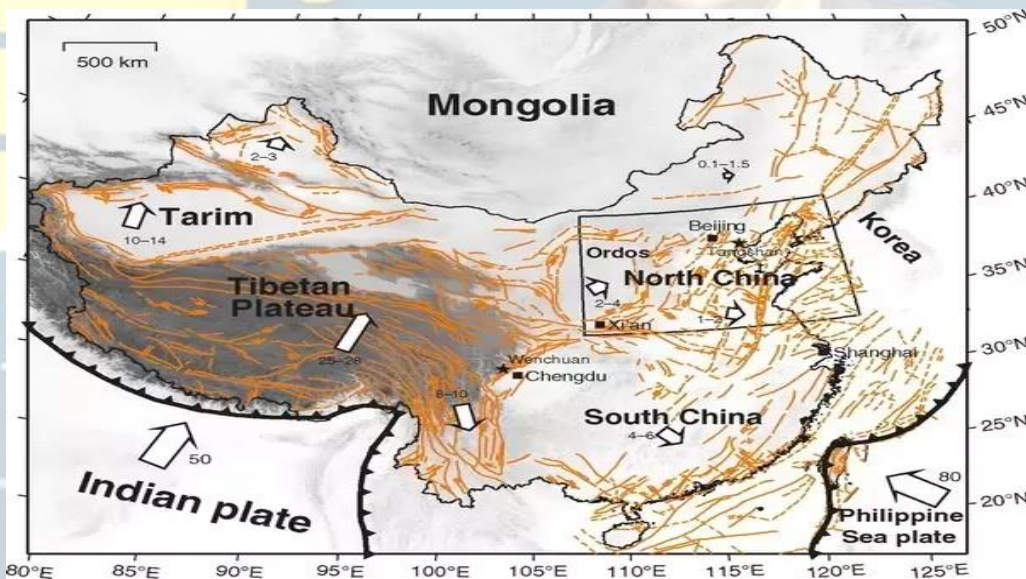 50°N
500 km
Mongolia
45°N
2–3
0.1–1.5
40°N
Tarim
10–14
Beijing
Tangshan
Korea
Ordos
North China
35°N
Tibetan
Plateau
2–4
1–2
Xi'an
25–28
30°N
Wenchuan
Chengdu
Shanghai
8–10
South China
4–6
25°N
50
Indian plate
80
20°N
Philippine
Sea plate
80°E
85°E
90°E
95°E
100°E
105°E
110°E
115°E
120°E
125°E